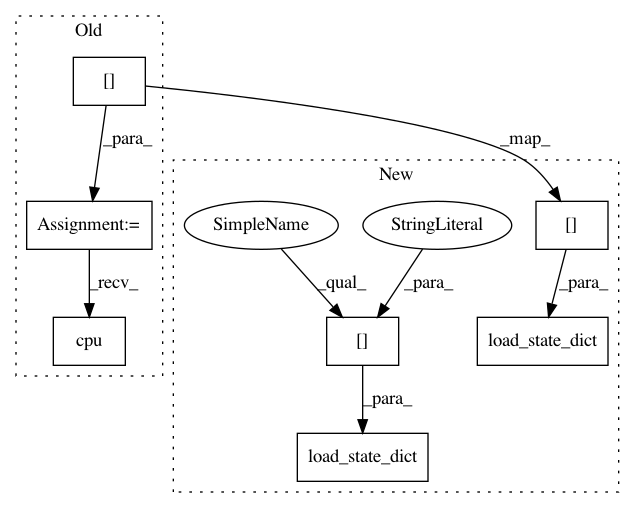 Old
[]
_para_
_map_
New
Assignment:=
SimpleName
StringLiteral
[]
_recv_
_qual_
_para_
_para_
cpu
[]
load_state_dict
_para_
load_state_dict